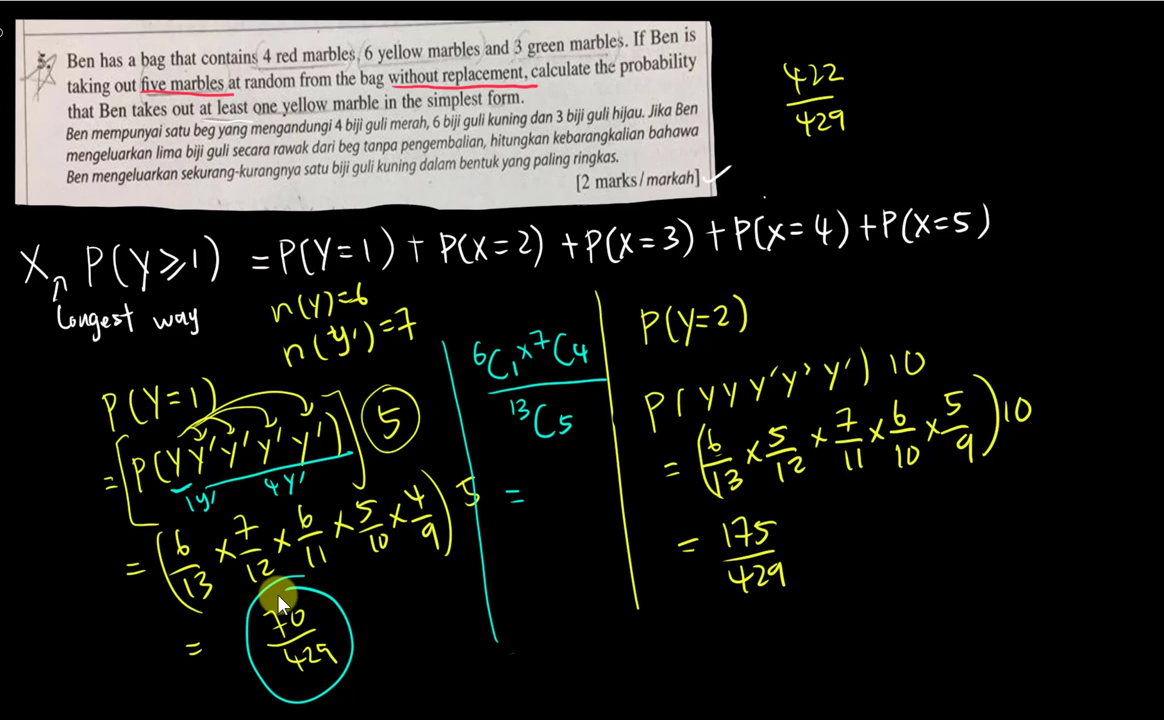 5. Ben has a bag that contains 4 red marbles, 6 yellow marbles and 3 green marbles. If Ben is
taking out five marbles at random from the bag without replacement, calculate the probability
that Ben takes out at least one yellow marble in the simplest form.
Ben mempunyai satu beg yang mengandungi 4 biji guli merah, 6 biji guli kuning dan 3 biji guli hijau. Jika Ben
mengeluarkan lima biji guli secara rawak dari beg tanpa pengembalian, hitungkan kebarangkalian bahawa
Ben mengeluarkan sekurang-kurangnya satu biji guli kuning dalam bentuk yang paling ringkas.
[2 marks/markah]
422/429
X, P(Y≥1) = P(Y=1) + P(X=2) + P(X=3) + P(X=4) + P(X=5)
Longest way
n(Y)=6
n(Y')=7
P(Y=1)
= [P(Y Y' Y' Y' Y')] 5
1y' 4y'
= (6/13 × 7/12 × 6/11 × 5/10 × 4/9) 5
= 70/429
6C1 × 7C4
13C5
=
P(Y=2)
P(Y Y Y' Y' Y') 10
= (6/13 × 5/12 × 7/11 × 6/10 × 5/9) 10
= 175/429